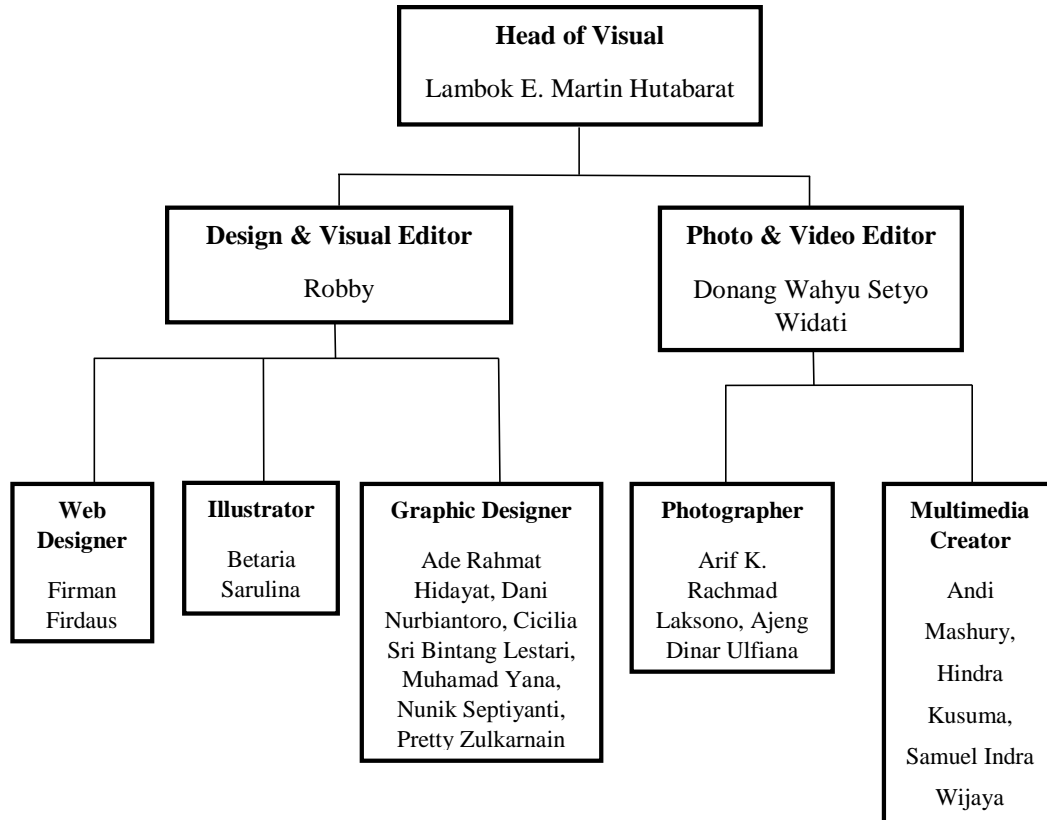 Head of Visual
Lambok E. Martin Hutabarat
Design & Visual Editor
Robby
Photo & Video Editor
Donang Wahyu Setyo
Widati
Web
Designer
Firman
Firdaus
Illustrator
Betaria
Sarulina
Graphic Designer
Ade Rahmat
Hidayat, Dani
Nurbiantoro, Cicilia
Sri Bintang Lestari,
Muhamad Yana,
Nunik Septiyanti,
Pretty Zulkarnain
Photographer
Arif K.
Rachmad
Laksono, Ajeng
Dinar Ulfiana
Multimedia
Creator
Andi
Mashury,
Hindra
Kusuma,
Samuel Indra
Wijaya